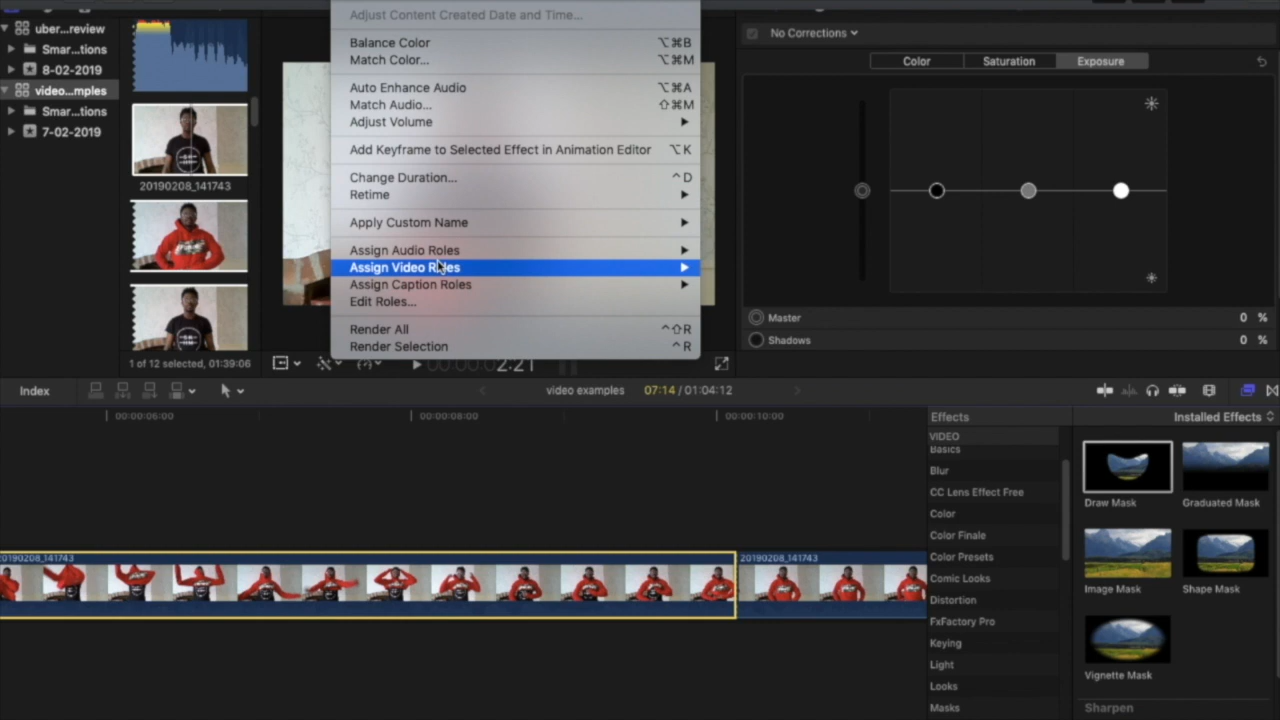 uber...review
Smar...tions
8-02-2019
video...mples
Smar...tions
7-02-2019
20190208_141743
1 of 12 selected, 01:39:06
Adjust Content Created Date and Time...
Balance Color ⌥⌘B
Match Color... ⌥⌘M
Auto Enhance Audio ⌥⌘A
Match Audio... ⇧⌘M
Adjust Volume
Add Keyframe to Selected Effect in Animation Editor ⌥K
Change Duration... ^D
Retime
Apply Custom Name
Assign Audio Roles
Assign Video Roles
Assign Caption Roles
Edit Roles...
Render All ^⇧R
Render Selection ^R
2:21
No Corrections
Color Saturation Exposure
Master 0 %
Shadows 0 %
Index
video examples 07:14 / 01:04:12
00:00:06:00 00:00:08:00 00:00:10:00
20190208_141743 20190208_141743
Effects Installed Effects
VIDEO
Basics
Blur
CC Lens Effect Free
Color
Color Finale
Color Presets
Comic Looks
Distortion
FxFactory Pro
Keying
Light
Looks
Masks
Draw Mask Graduated Mask
Image Mask Shape Mask
Vignette Mask
Sharpen